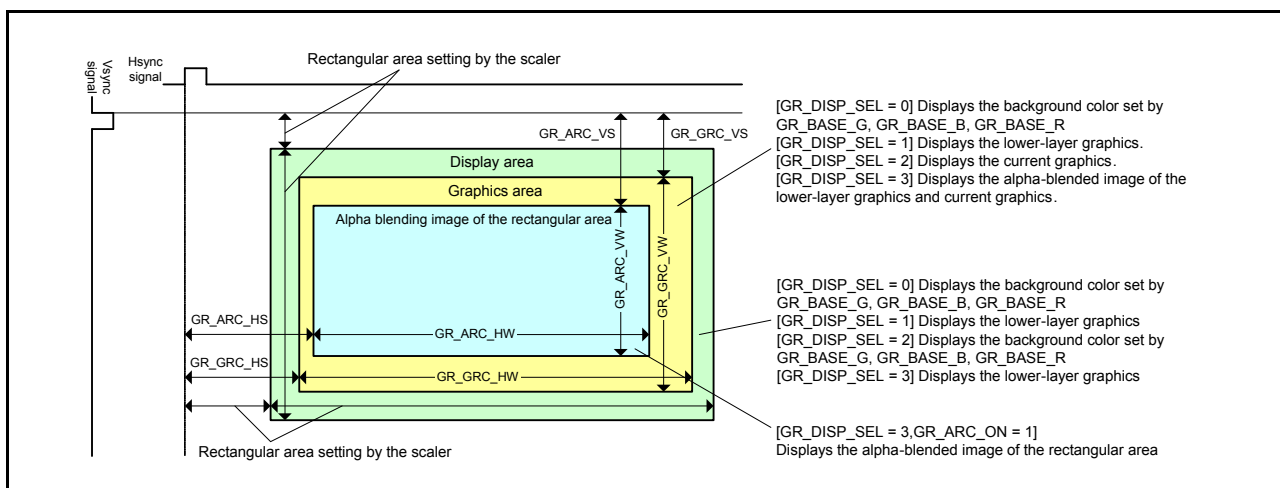 Vsync
signal
Hsync
signal
Rectangular area setting by the scaler
GR_ARC_VS
GR_GRC_VS
Display area
Graphics area
Alpha blending image of the rectangular area
GR_ARC_VW
GR_GRC_VW
GR_ARC_HS
GR_ARC_HW
GR_GRC_HS
GR_GRC_HW
Rectangular area setting by the scaler
[GR_DISP_SEL = 0] Displays the background color set by
GR_BASE_G, GR_BASE_B, GR_BASE_R
[GR_DISP_SEL = 1] Displays the lower-layer graphics.
[GR_DISP_SEL = 2] Displays the current graphics.
[GR_DISP_SEL = 3] Displays the alpha-blended image of the
lower-layer graphics and current graphics.
[GR_DISP_SEL = 0] Displays the background color set by
GR_BASE_G, GR_BASE_B, GR_BASE_R
[GR_DISP_SEL = 1] Displays the lower-layer graphics
[GR_DISP_SEL = 2] Displays the background color set by
GR_BASE_G, GR_BASE_B, GR_BASE_R
[GR_DISP_SEL = 3] Displays the lower-layer graphics
[GR_DISP_SEL = 3,GR_ARC_ON = 1]
Displays the alpha-blended image of the rectangular area